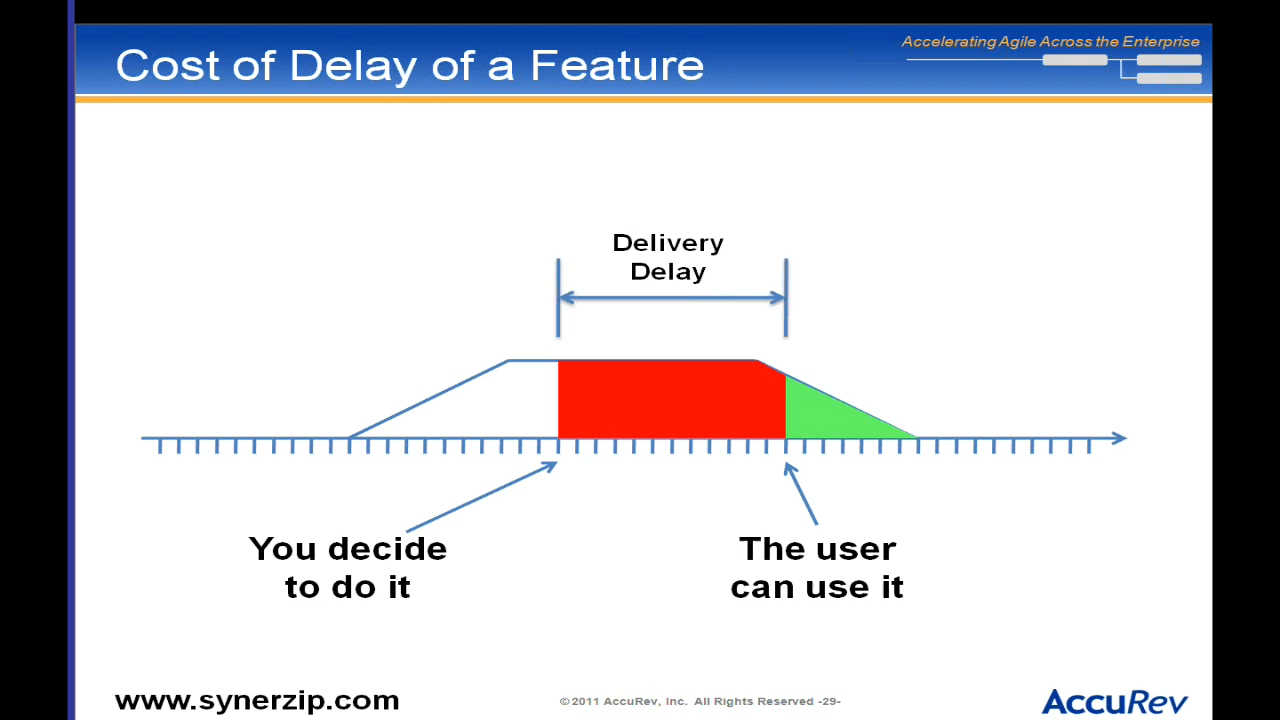 Cost of Delay of a Feature
Accelerating Agile Across the Enterprise
Delivery
Delay
You decide
to do it
The user
can use it
www.synerzip.com
©2011 AccuRev, Inc. All Rights Reserved -29-
AccuRev